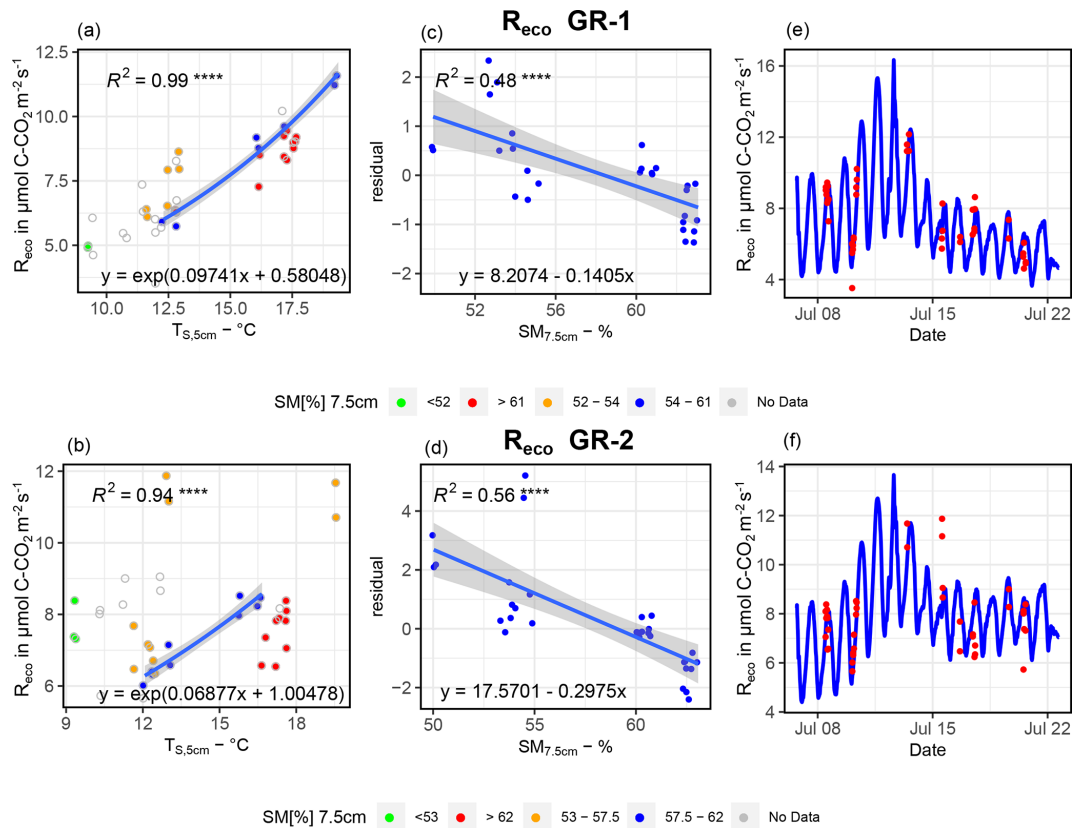 R_eco GR-1
(a)
12.5
10.0
7.5
5.0
R_eco in μmol C−CO₂ m⁻² s⁻¹
R² = 0.99 ****
y = exp(0.09741x + 0.58048)
10.0 12.5 15.0 17.5
T_S,5cm − °C
(c)
2
0
−2
residual
R² = 0.48 ****
y = 8.2074 - 0.1405x
52 56 60
SM_7.5cm − %
(e)
16
12
8
4
R_eco in μmol C−CO₂ m⁻² s⁻¹
Jul 08 Jul 15 Jul 22
Date
SM[%] 7.5cm <52 > 61 52 − 54 54 − 61 No Data
R_eco GR-2
(b)
12
10
8
6
R_eco in μmol C−CO₂ m⁻² s⁻¹
R² = 0.94 ****
y = exp(0.06877x + 1.00478)
9 12 15 18
T_S,5cm − °C
(d)
4
2
0
−2
residual
R² = 0.56 ****
y = 17.5701 - 0.2975x
50 55 60
SM_7.5cm − %
(f)
14
12
10
8
6
4
R_eco in μmol C−CO₂ m⁻² s⁻¹
Jul 08 Jul 15 Jul 22
Date
SM[%] 7.5cm <53 > 62 53 − 57.5 57.5 − 62 No Data